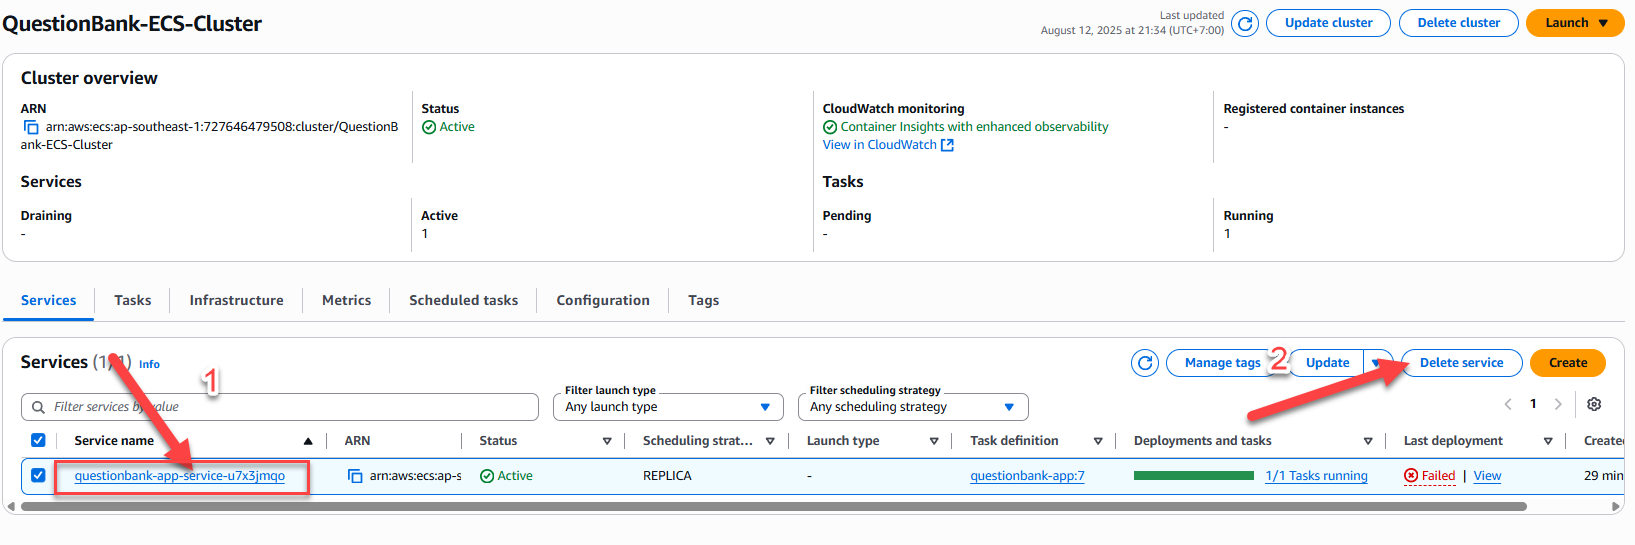 QuestionBank-ECS-Cluster
Last updated
August 12, 2025 at 21:34 (UTC+7:00)
Update cluster
Delete cluster
Launch
Cluster overview
ARN
arn:aws:ecs:ap-southeast-1:727646479508:cluster/QuestionB
ank-ECS-Cluster
Status
Active
CloudWatch monitoring
Container Insights with enhanced observability
View in CloudWatch
Registered container instances
-
Services
Tasks
Draining
-
Active
1
Pending
-
Running
1
Services
Tasks
Infrastructure
Metrics
Scheduled tasks
Configuration
Tags
Services (1/1) Info
1
Manage tags
2
Update
Delete service
Create
Filter services by value
Filter launch type
Any launch type
Filter scheduling strategy
Any scheduling strategy
1
Service name
ARN
Status
Scheduling strat...
Launch type
Task definition
Deployments and tasks
Last deployment
Create
questionbank-app-service-u7x3jmqo
arn:aws:ecs:ap-s
Active
REPLICA
-
questionbank-app:7
1/1 Tasks running
Failed | View
29 min